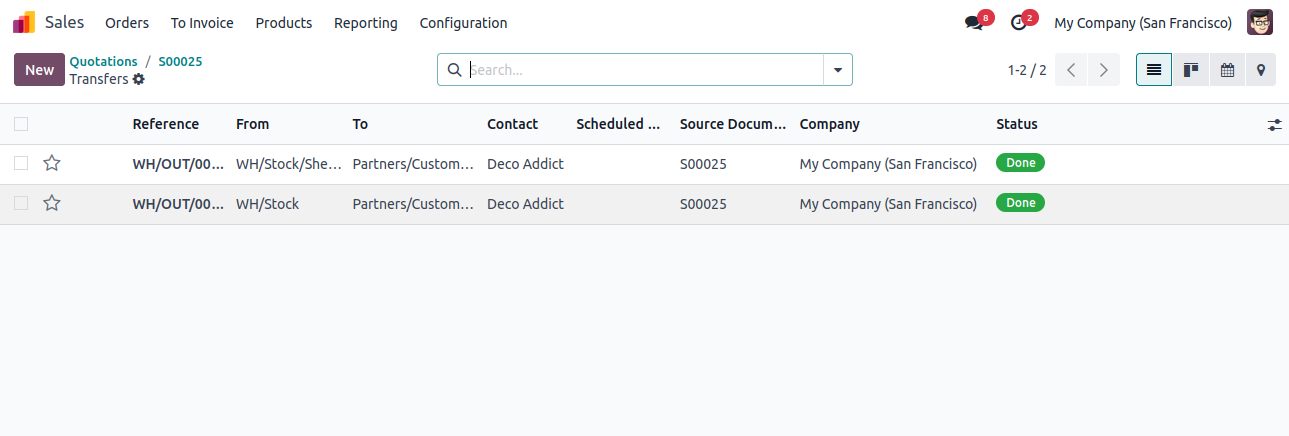 Sales Orders To Invoice Products Reporting Configuration 8 2 My Company (San Francisco)
New Quotations / S00025
Transfers
Search...
1-2 / 2
Reference From To Contact Scheduled ... Source Docum... Company Status
WH/OUT/00... WH/Stock/She... Partners/Custom... Deco Addict S00025 My Company (San Francisco) Done
WH/OUT/00... WH/Stock Partners/Custom... Deco Addict S00025 My Company (San Francisco) Done